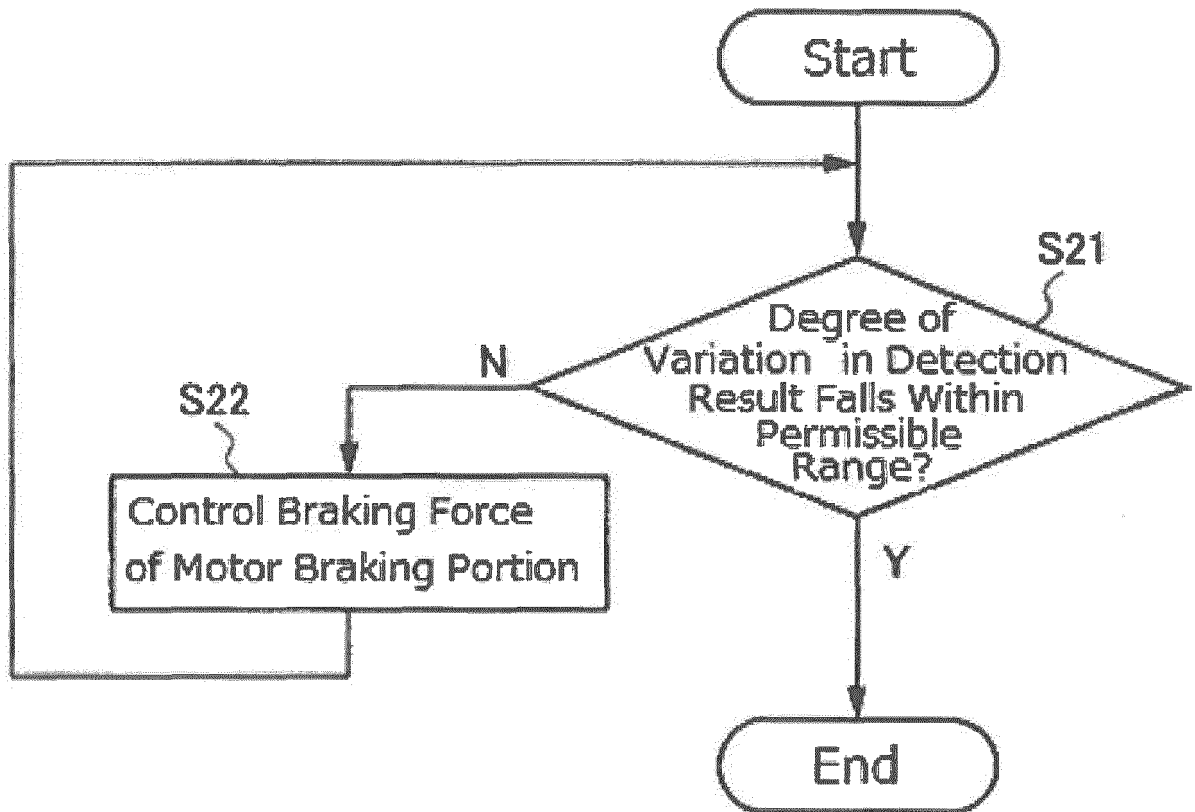 Start
S21
Degree of
Variation in Detection
Result Falls Within
Permissible
Range?
N
S22
Control Braking Force
of Motor Braking Portion
Y
End